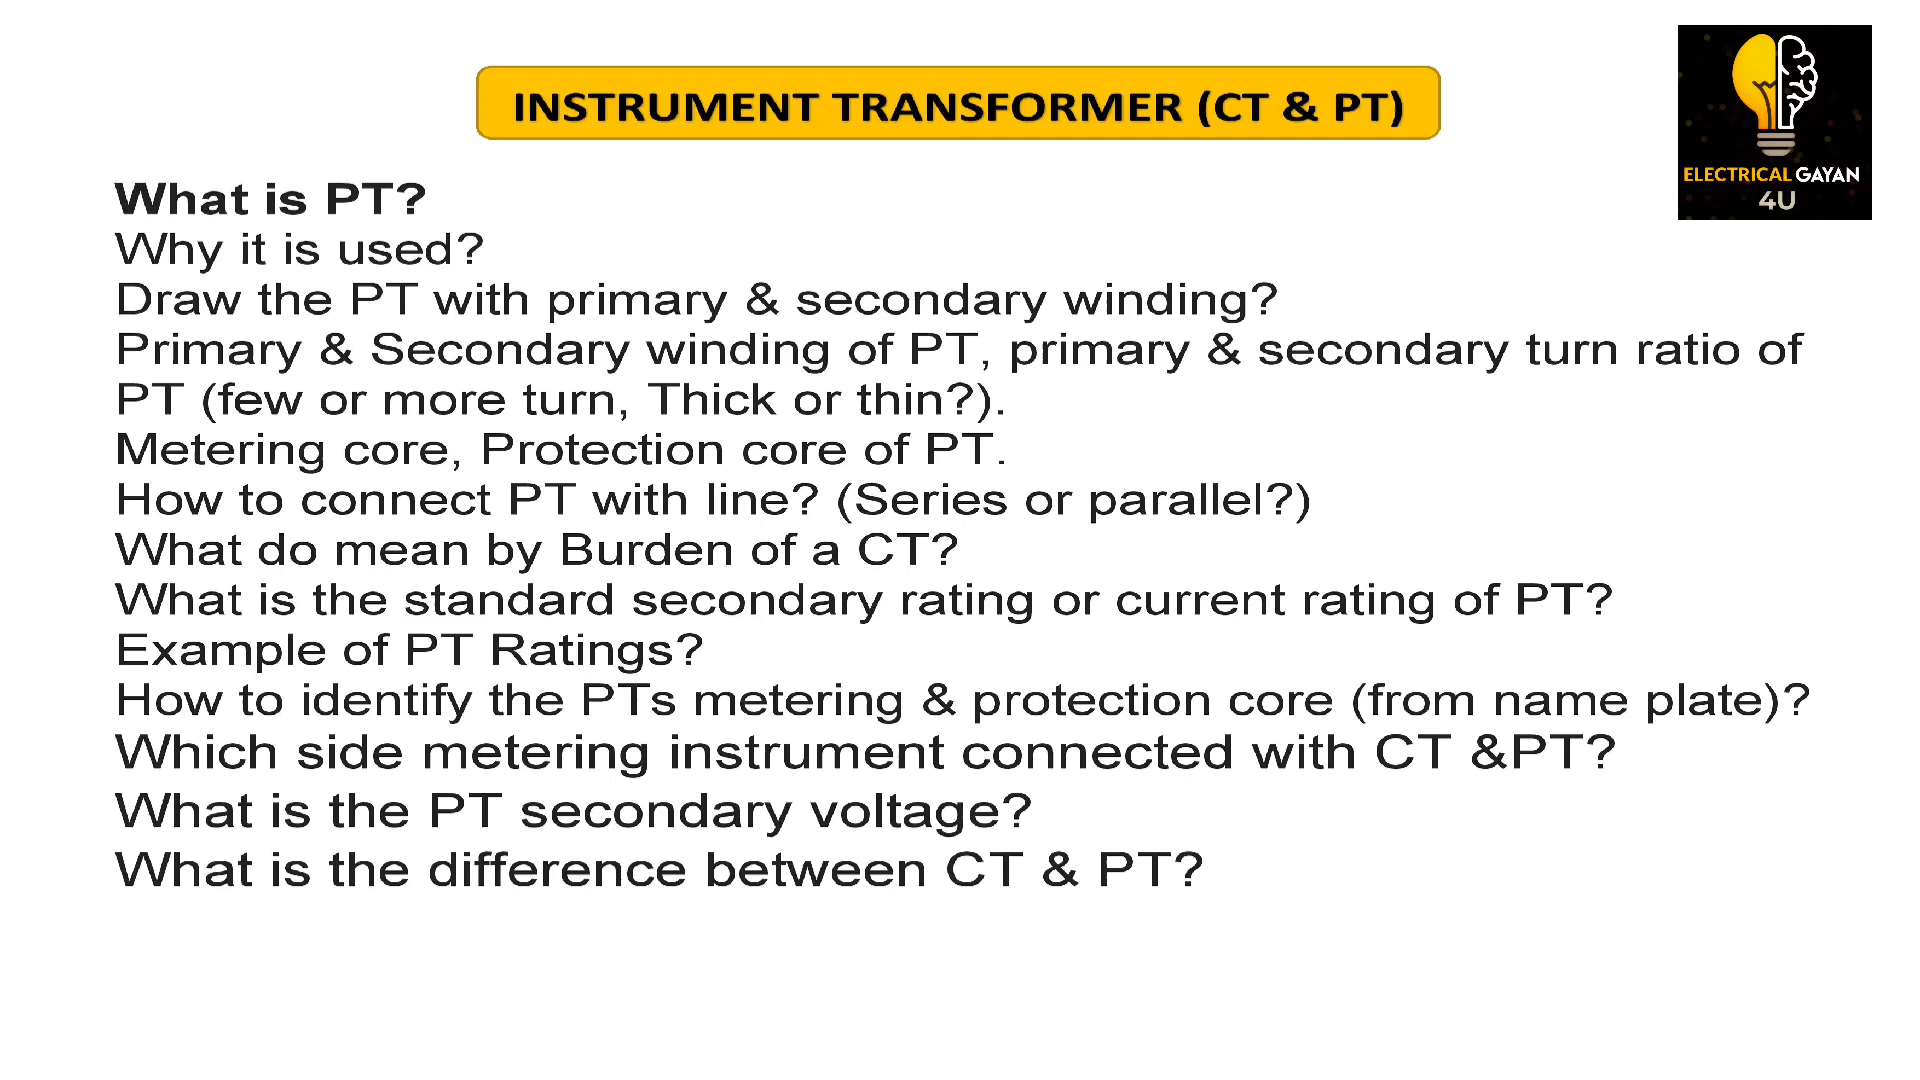 INSTRUMENT TRANSFORMER (CT & PT)
ELECTRICAL GAYAN
4U
What is PT?
Why it is used?
Draw the PT with primary & secondary winding?
Primary & Secondary winding of PT, primary & secondary turn ratio of
PT (few or more turn, Thick or thin?).
Metering core, Protection core of PT.
How to connect PT with line? (Series or parallel?)
What do mean by Burden of a CT?
What is the standard secondary rating or current rating of PT?
Example of PT Ratings?
How to identify the PTs metering & protection core (from name plate)?
Which side metering instrument connected with CT &PT?
What is the PT secondary voltage?
What is the difference between CT & PT?